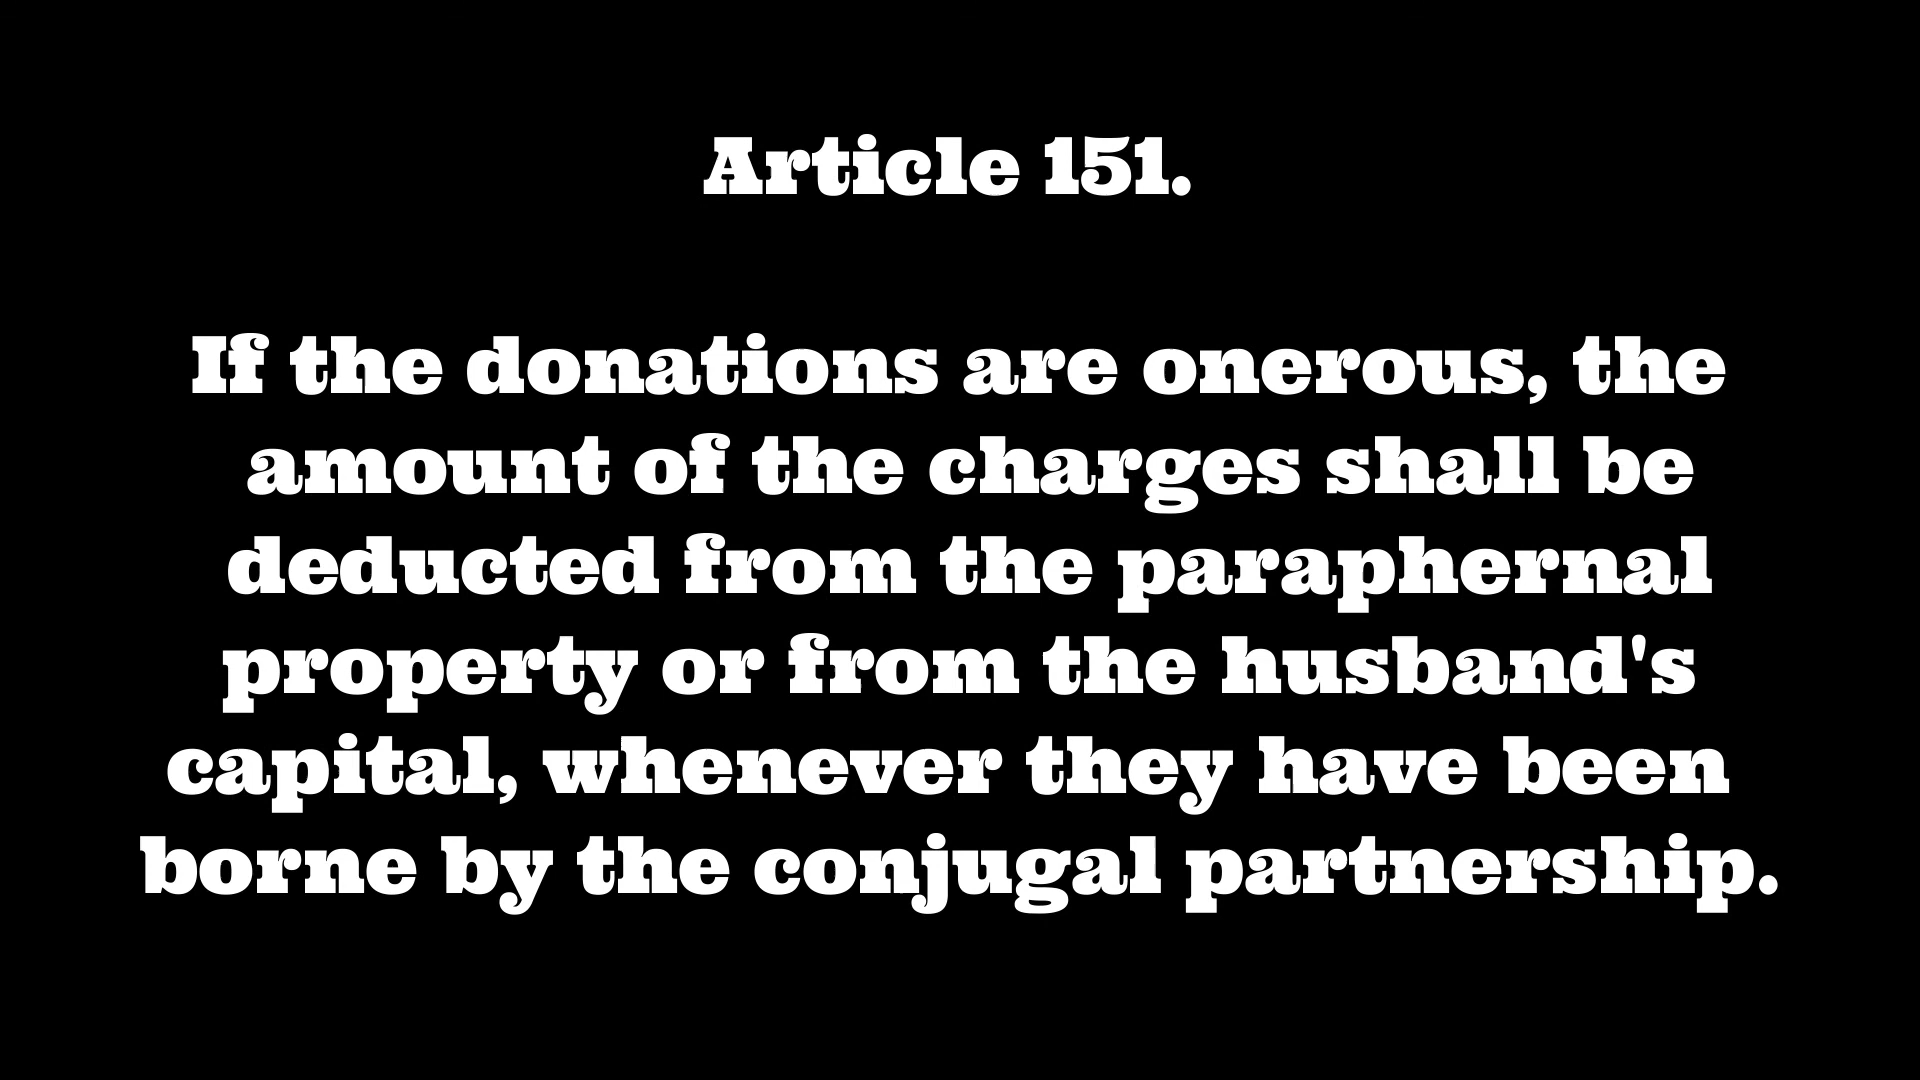 Article 151.
If the donations are onerous, the
amount of the charges shall be
deducted from the paraphernal
property or from the husband's
capital, whenever they have been
borne by the conjugal partnership.